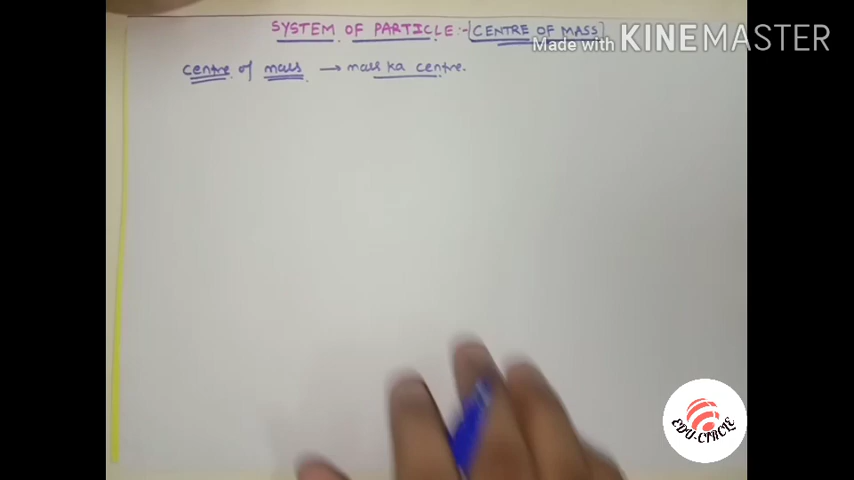 SYSTEM OF PARTICLE:- CENTRE OF MASS
Made with KINEMASTER
centre of mass → mass ka centre.
EDU-CIRCLE